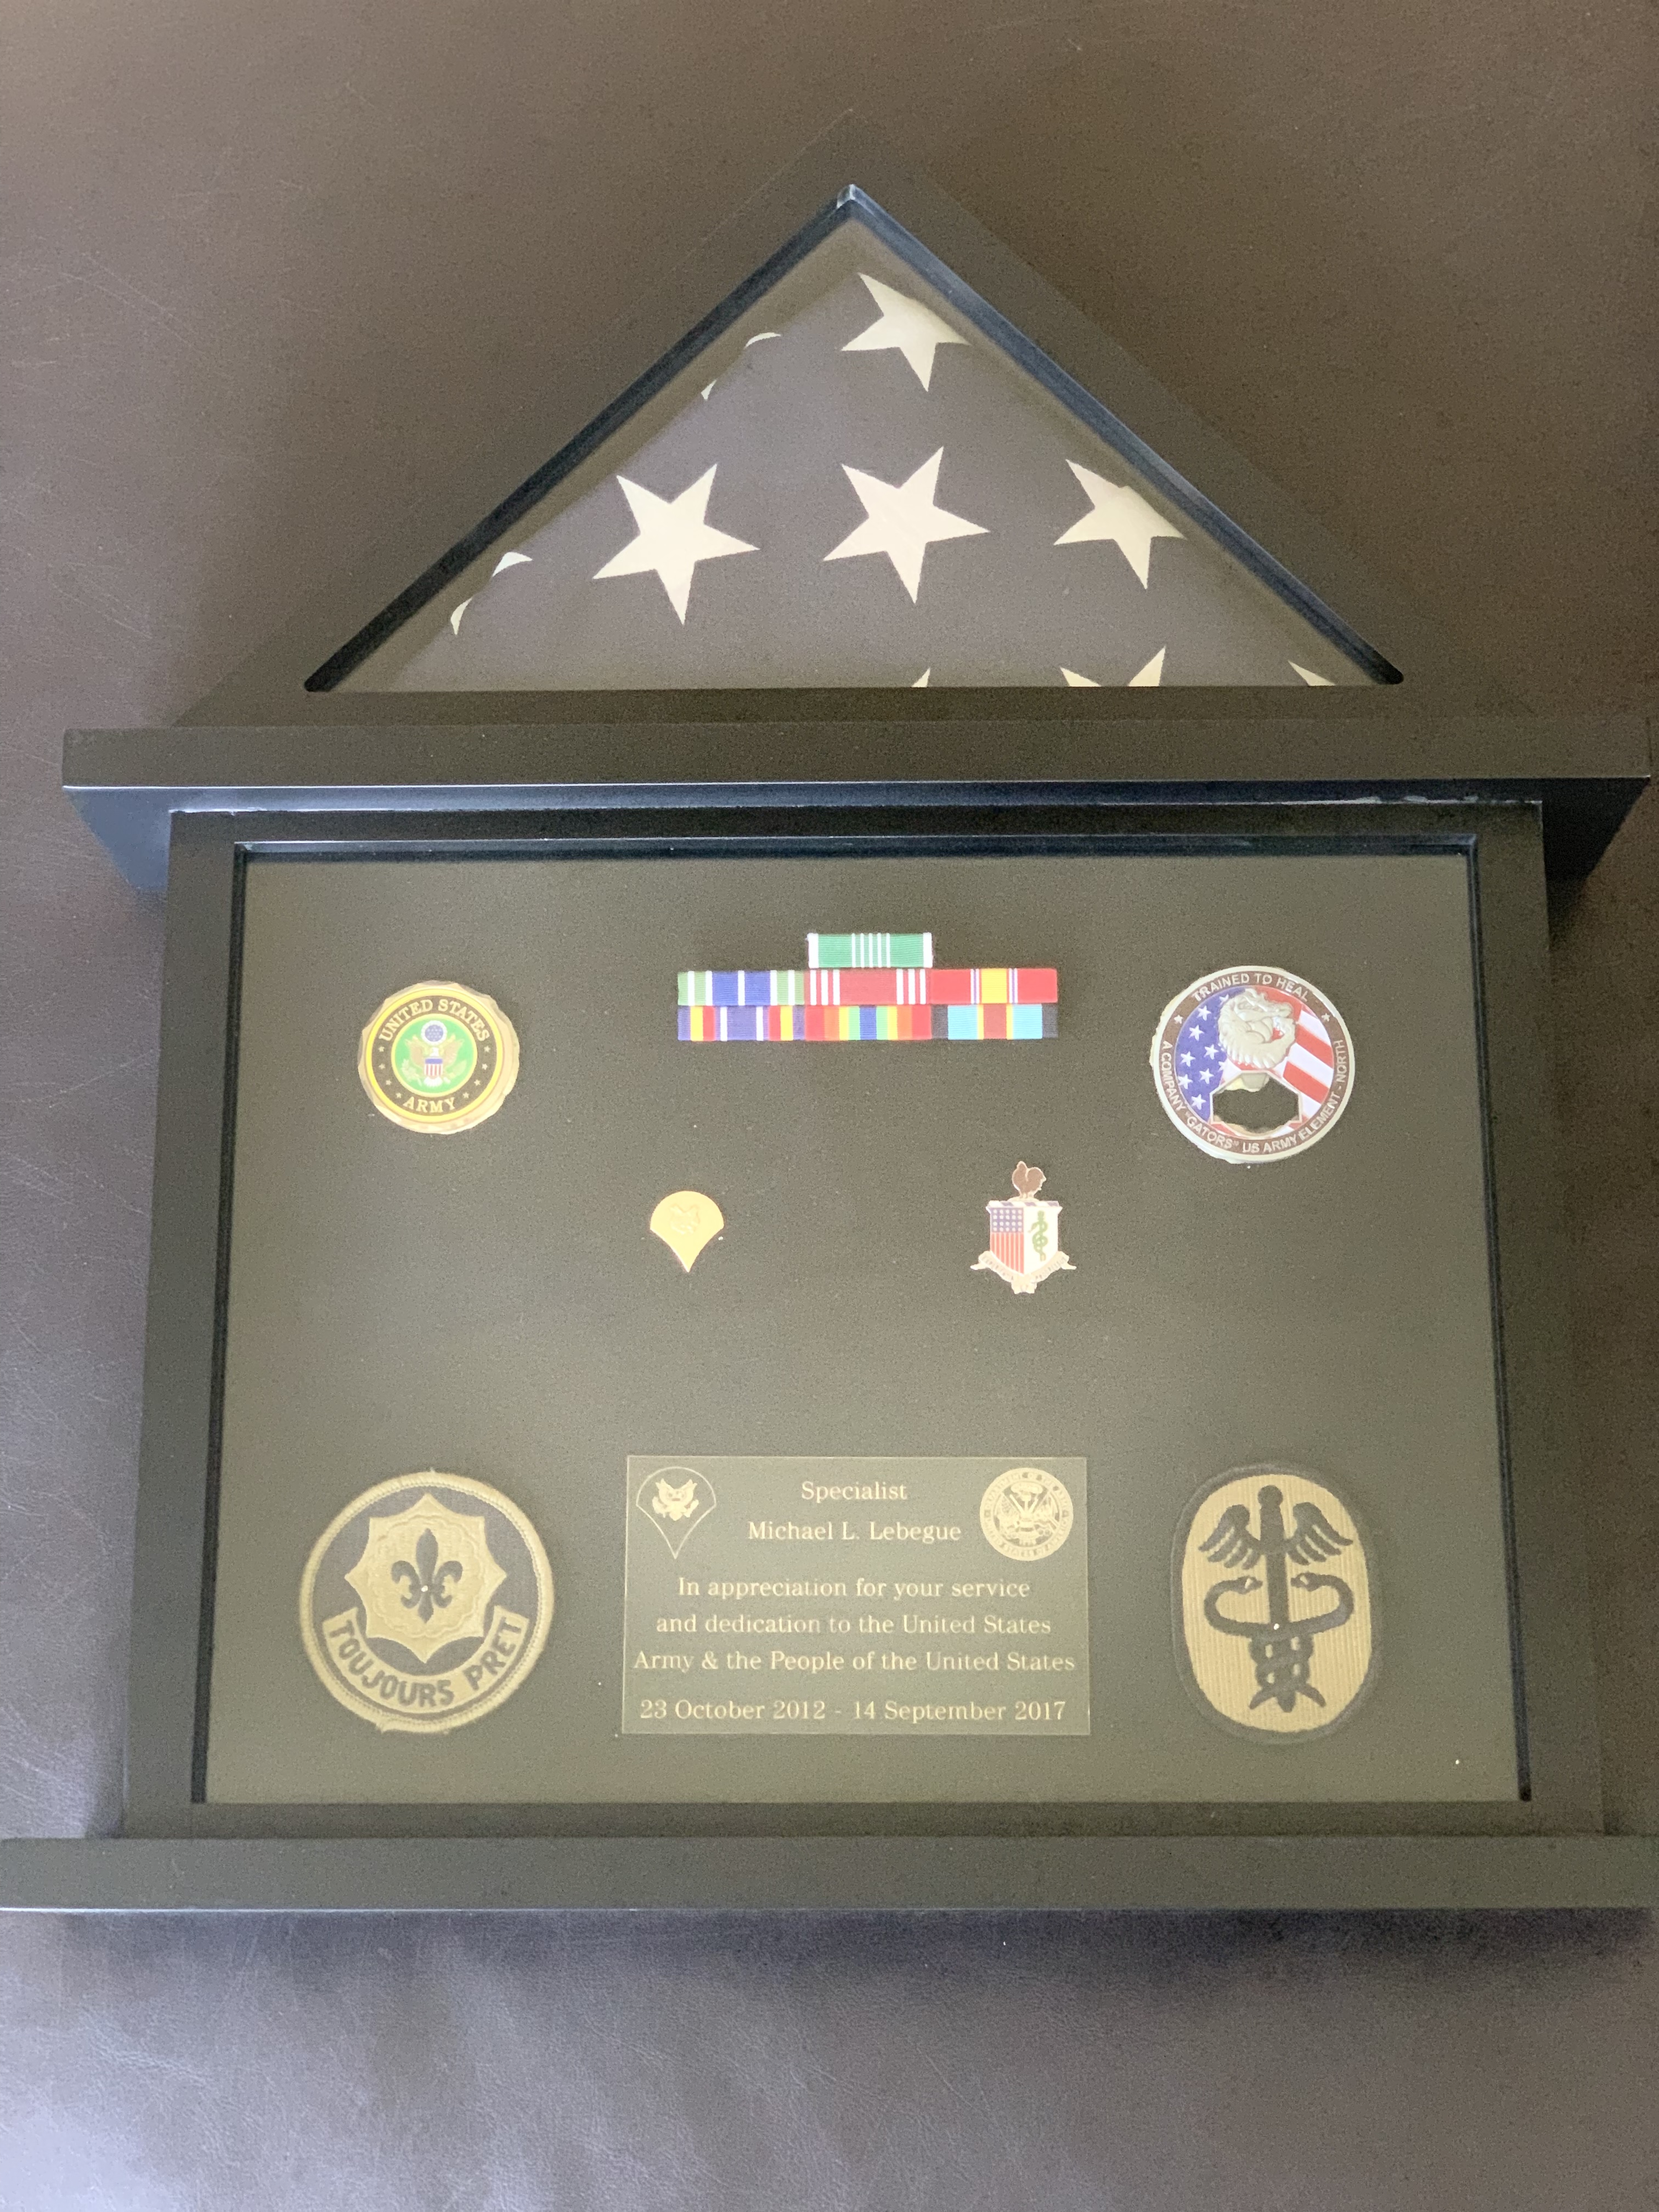 UNITED STATES
ARMY
TRAINED TO HEAL
A COMPANY "GATORS" US ARMY ELEMENT - NORTH
TOUJOURS PRET
Specialist
Michael L. Lebegue
In appreciation for your service
and dedication to the United States
Army & the People of the United States
23 October 2012 - 14 September 2017